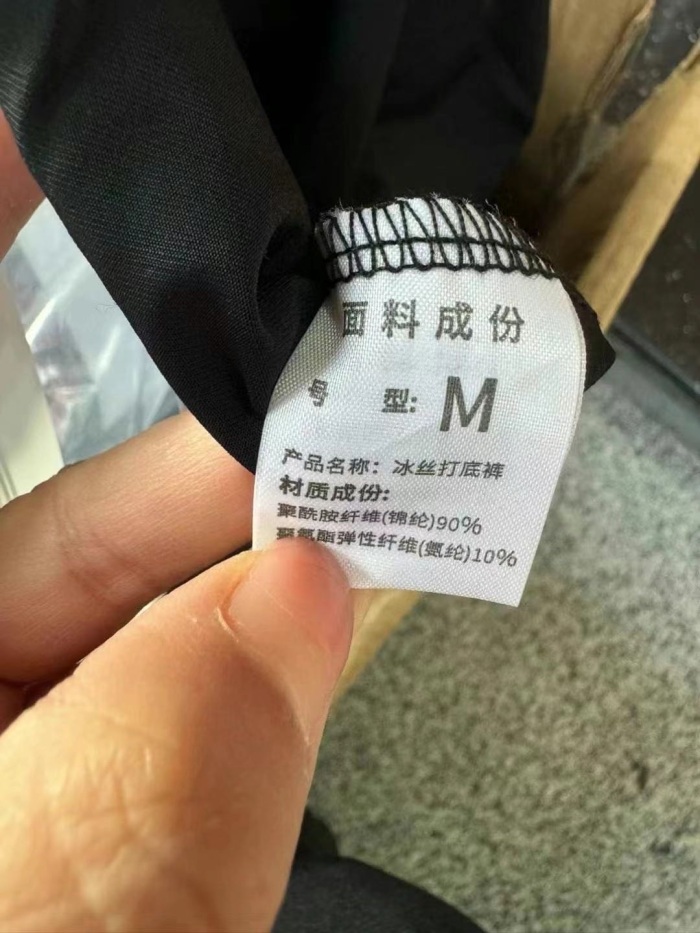 面料成份
号 型: M
产品名称: 冰丝打底裤
材质成份:
聚酰胺纤维(锦纶)90%
聚氨酯弹性纤维(氨纶)10%